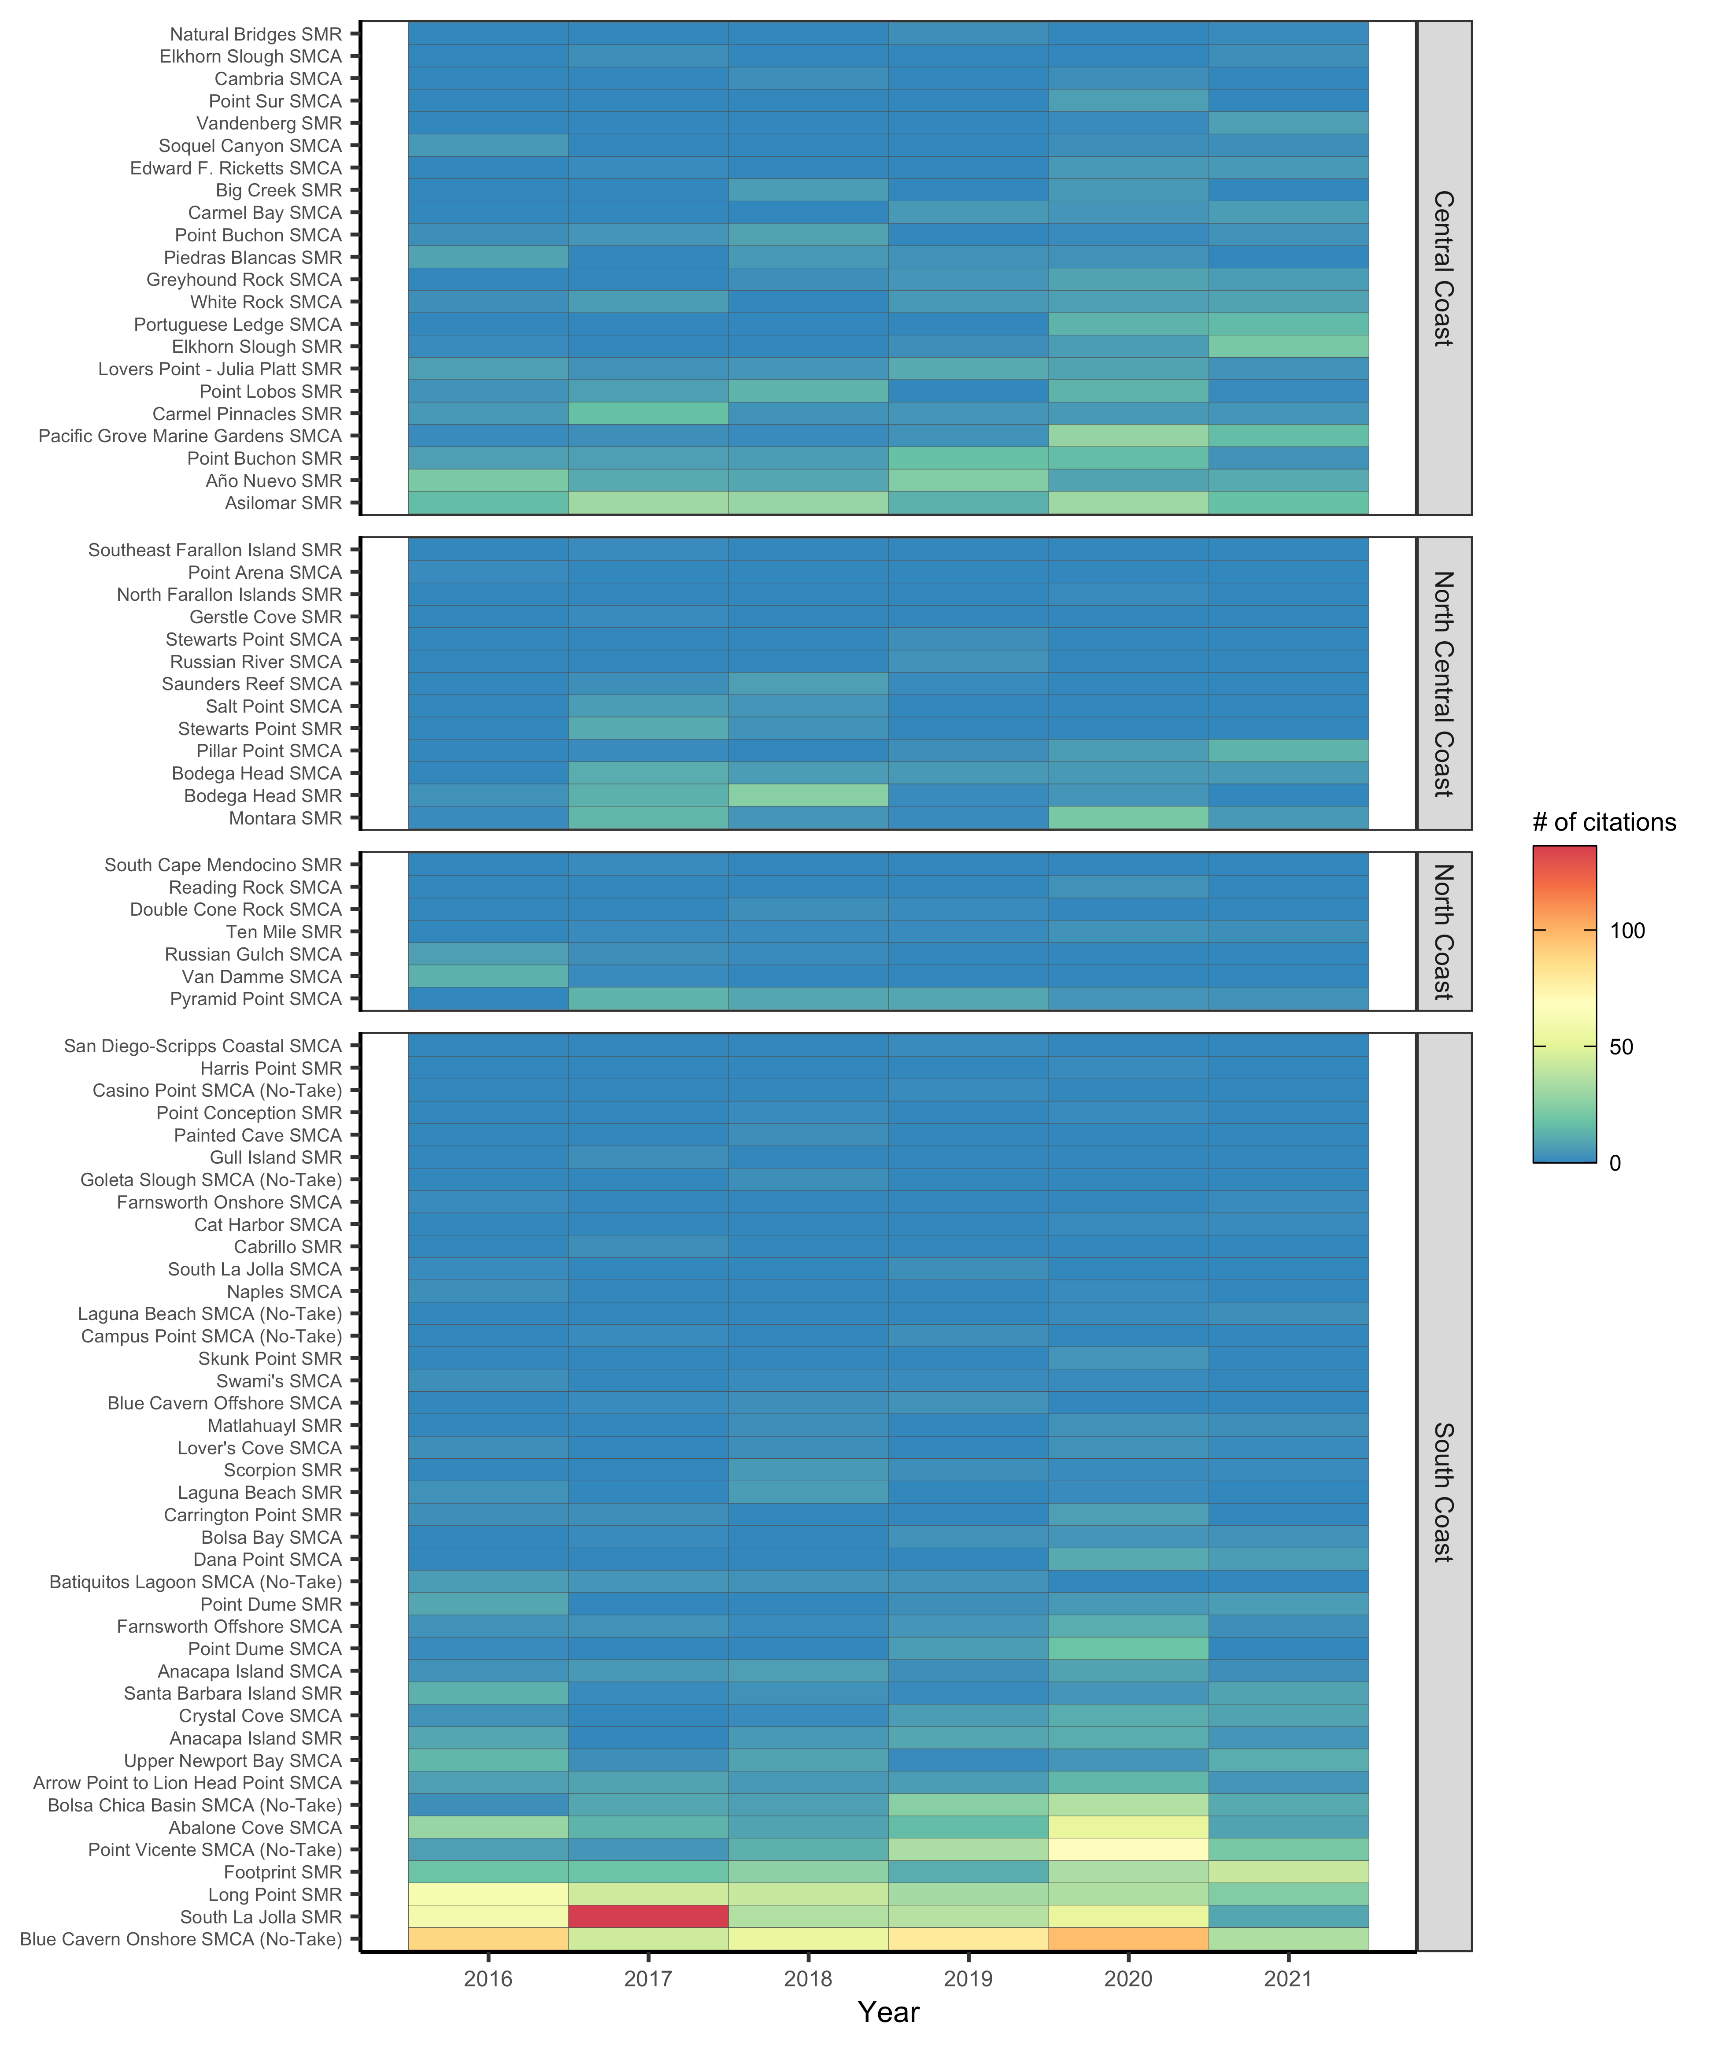 Natural Bridges SMR
Elkhorn Slough SMCA
Cambria SMCA
Point Sur SMCA
Vandenberg SMR
Soquel Canyon SMCA
Edward F. Ricketts SMCA
Big Creek SMR
Carmel Bay SMCA
Point Buchon SMCA
Piedras Blancas SMR
Greyhound Rock SMCA
White Rock SMCA
Portuguese Ledge SMCA
Elkhorn Slough SMR
Lovers Point - Julia Platt SMR
Point Lobos SMR
Carmel Pinnacles SMR
Pacific Grove Marine Gardens SMCA
Point Buchon SMR
Año Nuevo SMR
Asilomar SMR
Central Coast
Southeast Farallon Island SMR
Point Arena SMCA
North Farallon Islands SMR
Gerstle Cove SMR
Stewarts Point SMCA
Russian River SMCA
Saunders Reef SMCA
Salt Point SMCA
Stewarts Point SMR
Pillar Point SMCA
Bodega Head SMCA
Bodega Head SMR
Montara SMR
North Central Coast
South Cape Mendocino SMR
Reading Rock SMCA
Double Cone Rock SMCA
Ten Mile SMR
Russian Gulch SMCA
Van Damme SMCA
Pyramid Point SMCA
North Coast
San Diego-Scripps Coastal SMCA
Harris Point SMR
Casino Point SMCA (No-Take)
Point Conception SMR
Painted Cave SMCA
Gull Island SMR
Goleta Slough SMCA (No-Take)
Farnsworth Onshore SMCA
Cat Harbor SMCA
Cabrillo SMR
South La Jolla SMCA
Naples SMCA
Laguna Beach SMCA (No-Take)
Campus Point SMCA (No-Take)
Skunk Point SMR
Swami's SMCA
Blue Cavern Offshore SMCA
Matlahuayl SMR
Lover's Cove SMCA
Scorpion SMR
Laguna Beach SMR
Carrington Point SMR
Bolsa Bay SMCA
Dana Point SMCA
Batiquitos Lagoon SMCA (No-Take)
Point Dume SMR
Farnsworth Offshore SMCA
Point Dume SMCA
Anacapa Island SMCA
Santa Barbara Island SMR
Crystal Cove SMCA
Anacapa Island SMR
Upper Newport Bay SMCA
Arrow Point to Lion Head Point SMCA
Bolsa Chica Basin SMCA (No-Take)
Abalone Cove SMCA
Point Vicente SMCA (No-Take)
Footprint SMR
Long Point SMR
South La Jolla SMR
Blue Cavern Onshore SMCA (No-Take)
South Coast
2016 2017 2018 2019 2020 2021
Year
# of citations
100
50
0